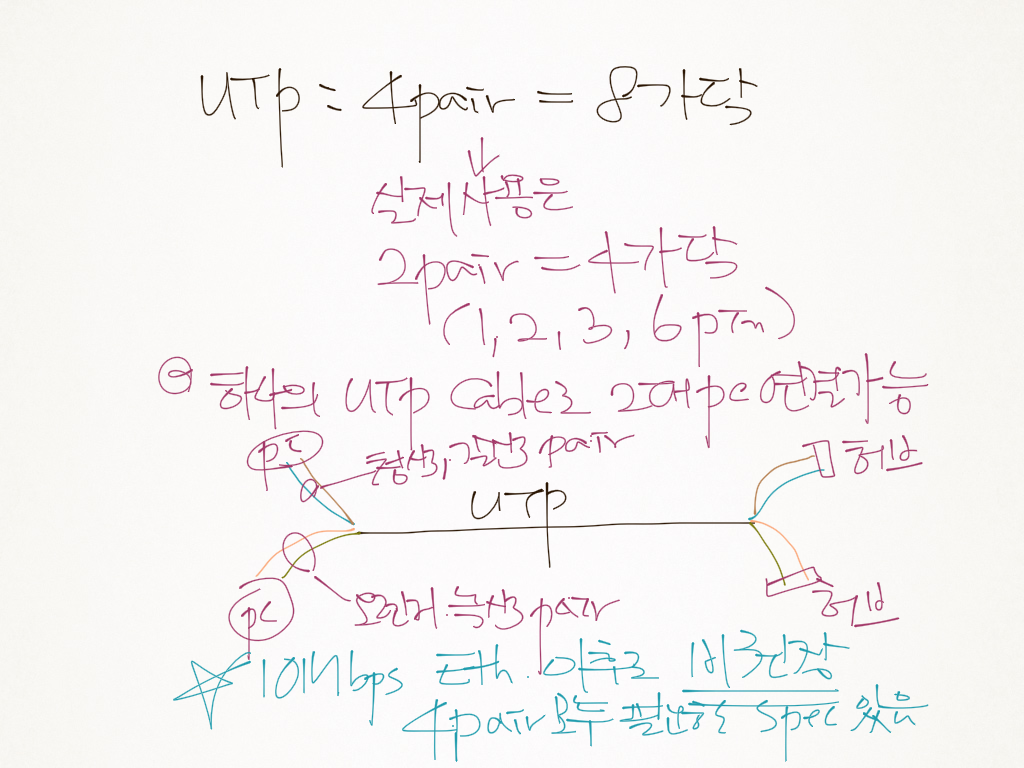 UTP : 4pair = 8가닥
↓
실제사용은
2pair = 4가닥
(1, 2, 3, 6 pin)
하나의 UTP Cable로 2대 PC 연결가능
PC
청색, 갈색 pair
허브
UTP
PC
오렌지, 녹색 pair
허브
☆ 10Mbps Eth. 이후로 비권장
4pair 모두 필요한 spec 있음